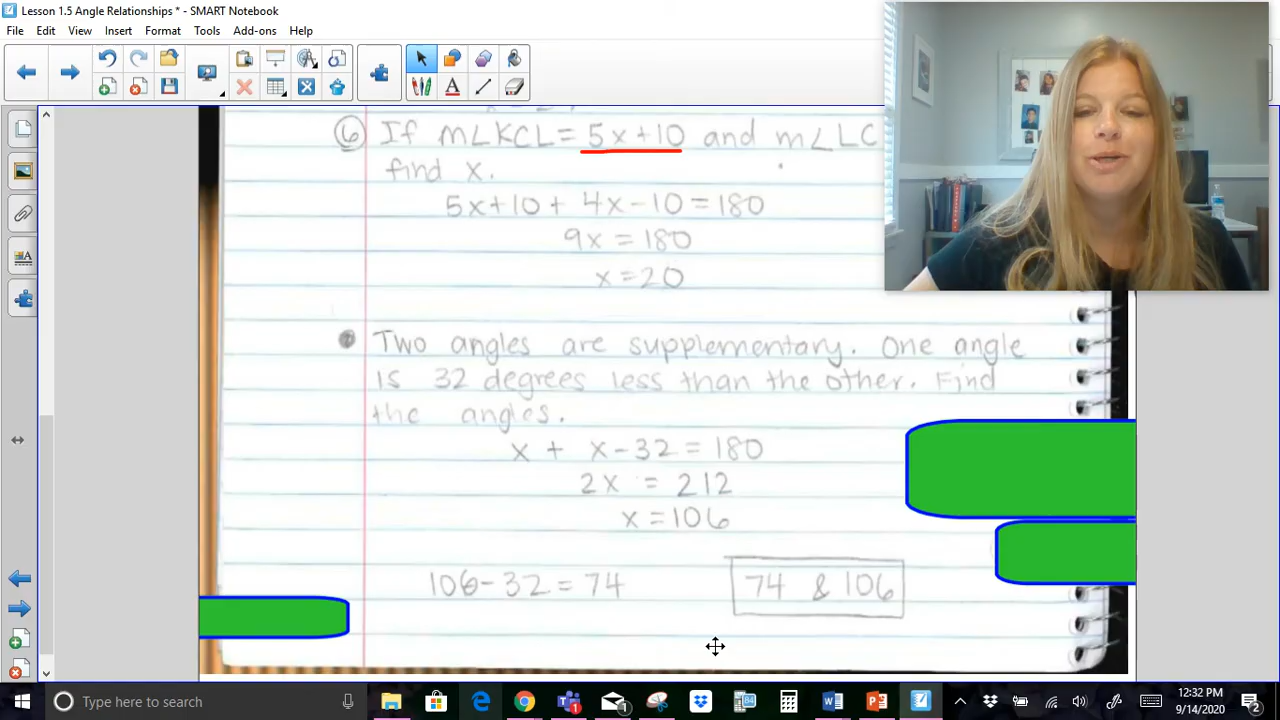 Lesson 1.5 Angle Relationships * - SMART Notebook
File Edit View Insert Format Tools Add-ons Help
6 If m∠KCL = 5x+10 and m∠LC
find x.
5x+10 + 4x-10 = 180
9x = 180
x = 20
• Two angles are supplementary. One angle
is 32 degrees less than the other. Find
the angles.
x + x-32 = 180
2x = 212
x = 106
106-32 = 74
74 & 106
Type here to search
12:32 PM
9/14/2020